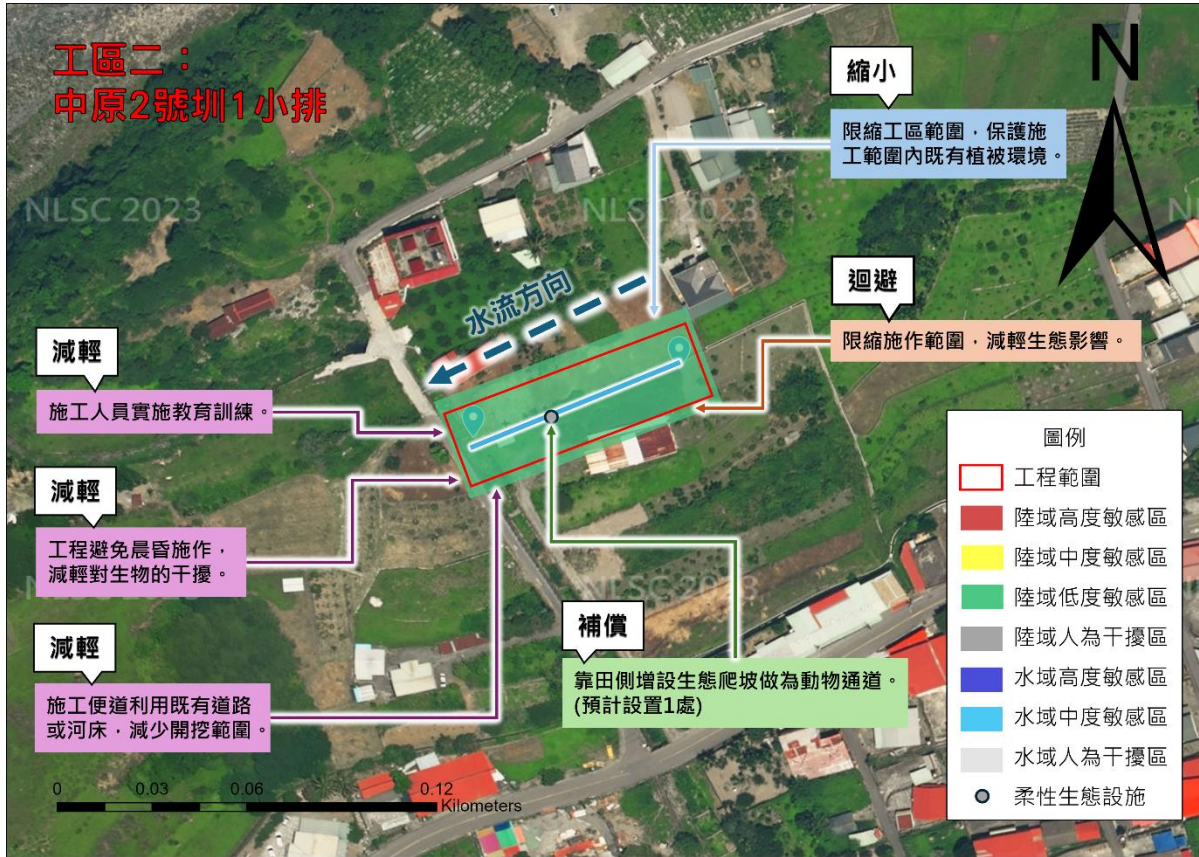 工區二：
中原2號圳1小排
N
縮小
限縮工區範圍，保護施
工範圍內既有植被環境。
NLSC 2023
NLSC 2023
N
迴避
限縮施作範圍，減輕生態影響。
水流方向
減輕
施工人員實施教育訓練。
減輕
工程避免晨昏施作，
減輕對生物的干擾。
NLSC 2023
NLSC 2023
減輕
施工便道利用既有道路
或河床，減少開挖範圍。
補償
靠田側增設生態爬坡做為動物通道。
(預計設置1處)
圖例
工程範圍
陸域高度敏感區
陸域中度敏感區
陸域低度敏感區
陸域人為干擾區
水域高度敏感區
水域中度敏感區
水域人為干擾區
柔性生態設施
0 0.03 0.06 0.12
Kilometers